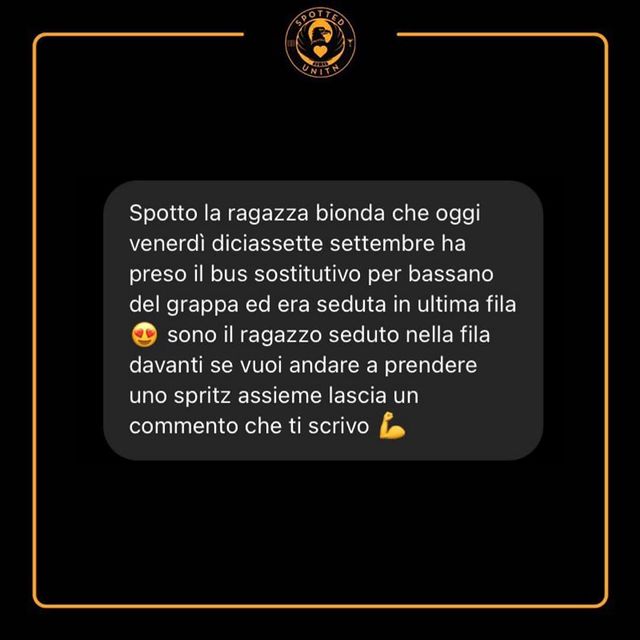 SPOTTED
UNITN
Spotto la ragazza bionda che oggi
venerdì diciassette settembre ha
preso il bus sostitutivo per bassano
del grappa ed era seduta in ultima fila
😍 sono il ragazzo seduto nella fila
davanti se vuoi andare a prendere
uno spritz assieme lascia un
commento che ti scrivo 💪